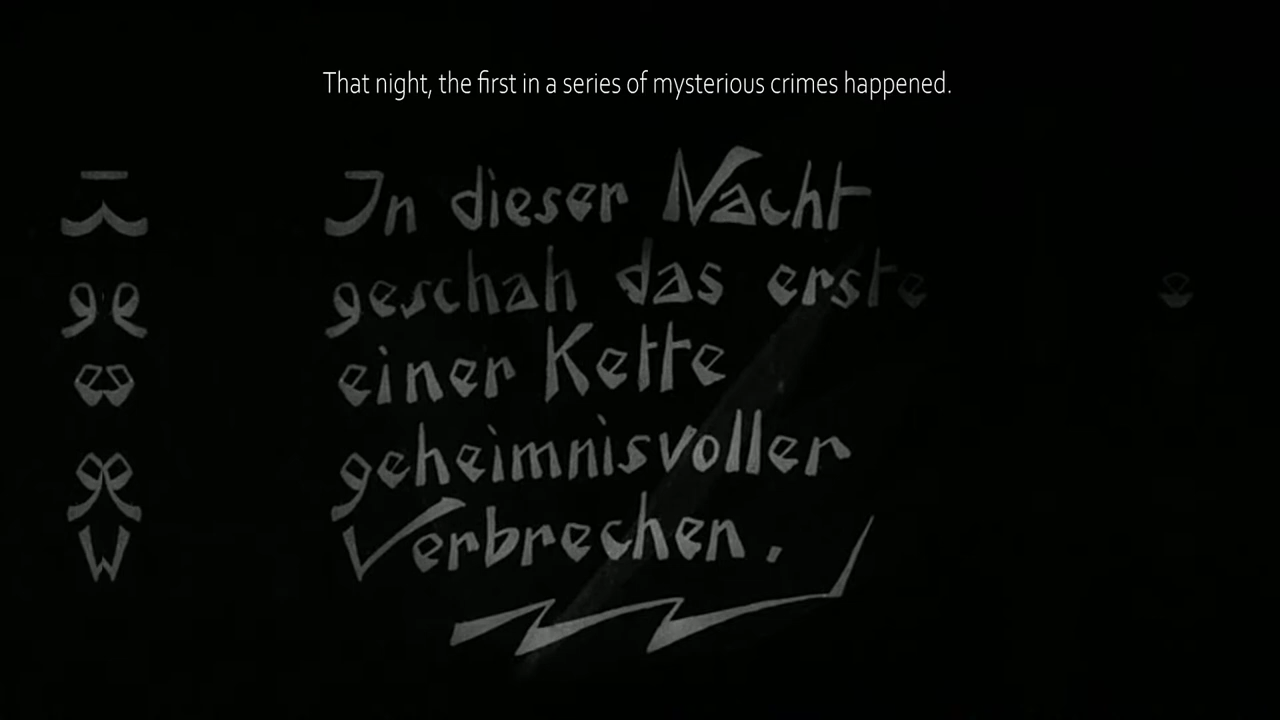 That night, the first in a series of mysterious crimes happened.
In dieser Nacht
geschah das erste
einer Kette
geheimnisvoller
Verbrechen.